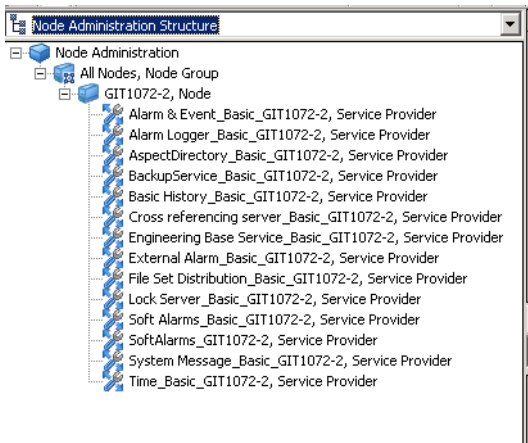 Node Administration Structure
Node Administration
All Nodes, Node Group
GIT1072-2, Node
Alarm & Event_Basic_GIT1072-2, Service Provider
Alarm Logger_Basic_GIT1072-2, Service Provider
AspectDirectory_Basic_GIT1072-2, Service Provider
BackupService_Basic_GIT1072-2, Service Provider
Basic History_Basic_GIT1072-2, Service Provider
Cross referencing server_Basic_GIT1072-2, Service Provider
Engineering Base Service_Basic_GIT1072-2, Service Provider
External Alarm_Basic_GIT1072-2, Service Provider
File Set Distribution_Basic_GIT1072-2, Service Provider
Lock Server_Basic_GIT1072-2, Service Provider
Soft Alarms_Basic_GIT1072-2, Service Provider
SoftAlarms_GIT1072-2, Service Provider
System Message_Basic_GIT1072-2, Service Provider
Time_Basic_GIT1072-2, Service Provider